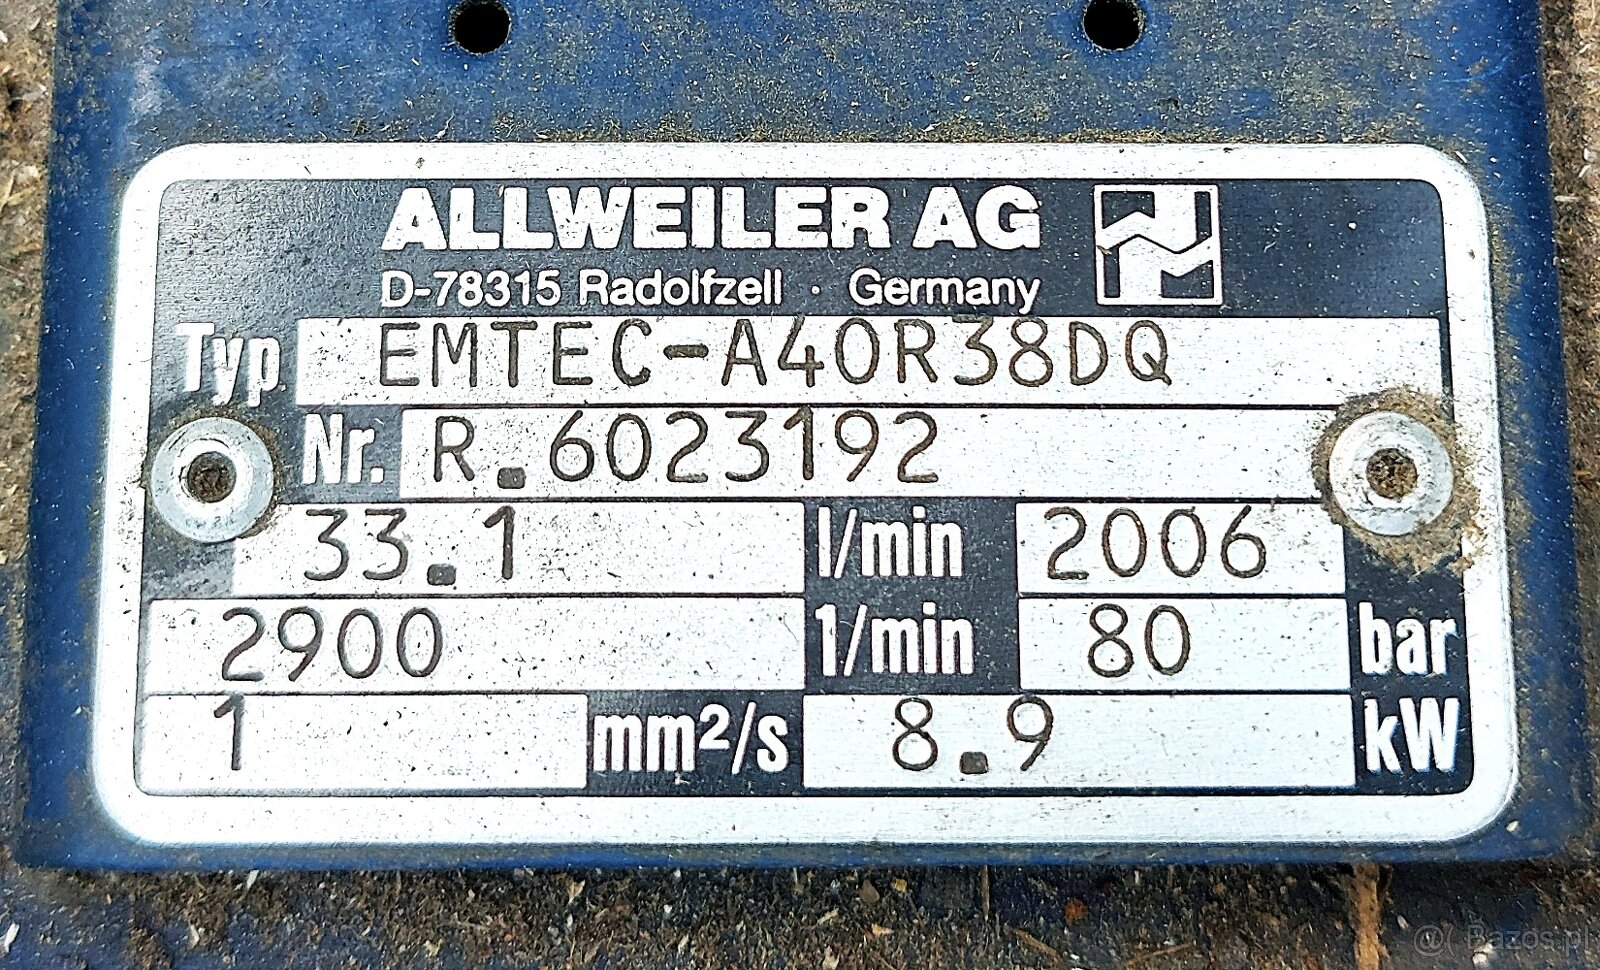 ALLWEILER AG
D-78315 Radolfzell · Germany
Typ EMTEC-A40R38DQ
Nr. R.6023192
33.1 l/min 2006
2900 1/min 80 bar
1 mm²/s 8.9 kW
@( Bazos.pl